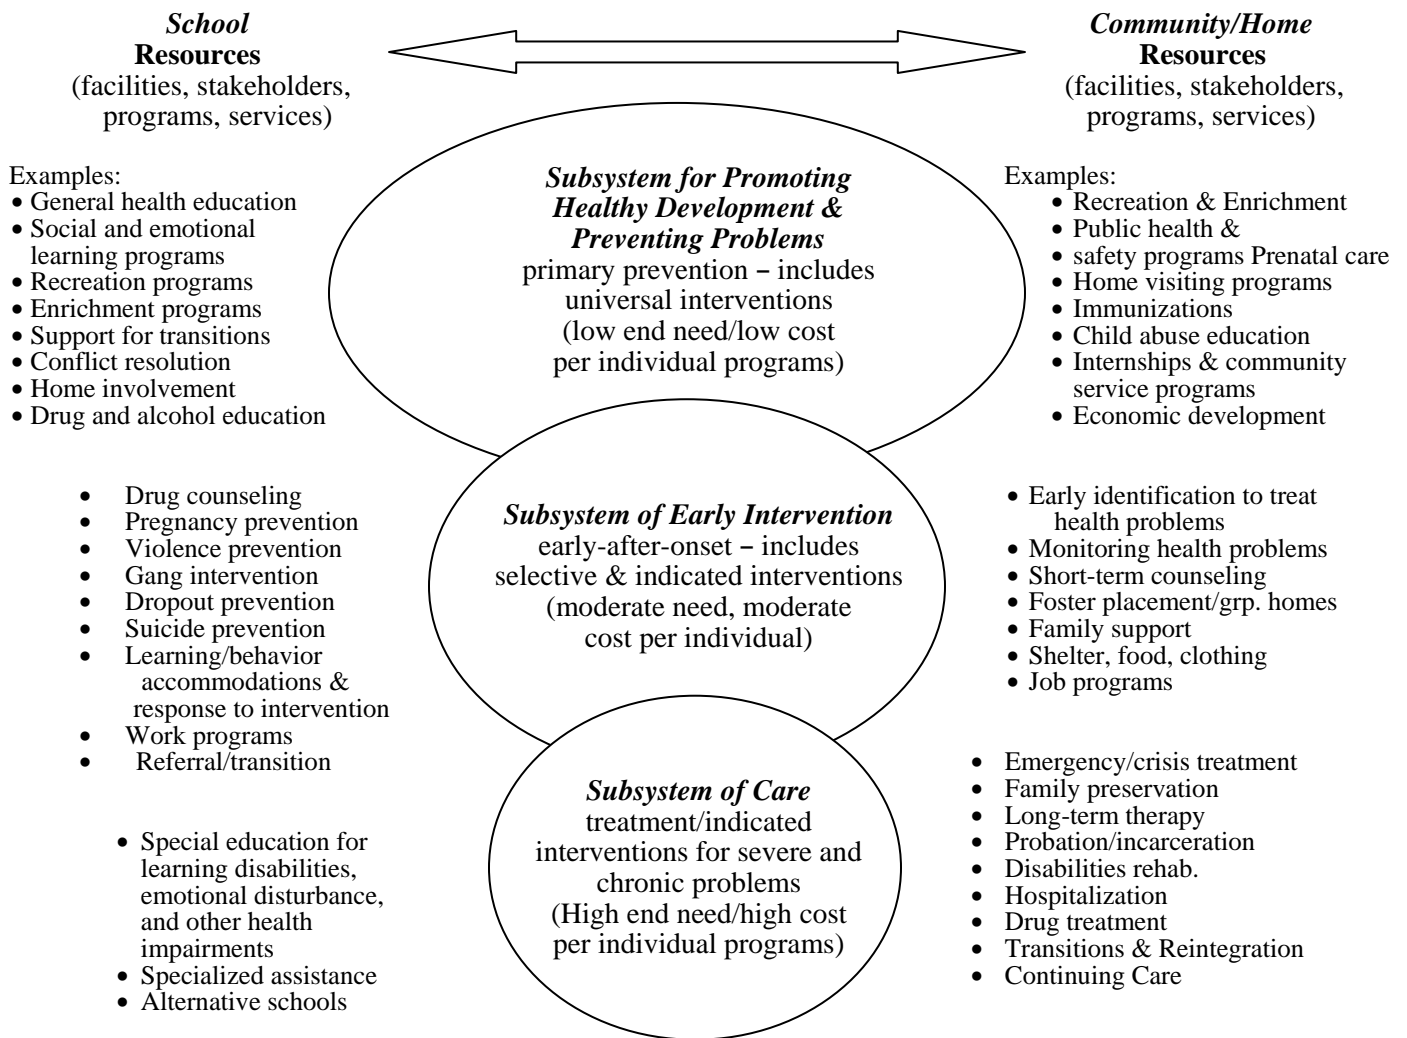 School
Resources
(facilities, stakeholders,
programs, services)
Examples:
• General health education
• Social and emotional
learning programs
• Recreation programs
• Enrichment programs
• Support for transitions
• Conflict resolution
• Home involvement
• Drug and alcohol education
• Drug counseling
• Pregnancy prevention
• Violence prevention
• Gang intervention
• Dropout prevention
• Suicide prevention
• Learning/behavior
accommodations &
response to intervention
• Work programs
• Referral/transition
• Special education for
learning disabilities,
emotional disturbance,
and other health
impairments
• Specialized assistance
• Alternative schools
Subsystem for Promoting
Healthy Development &
Preventing Problems
primary prevention – includes
universal interventions
(low end need/low cost
per individual programs)
Subsystem of Early Intervention
early-after-onset – includes
selective & indicated interventions
(moderate need, moderate
cost per individual)
Subsystem of Care
treatment/indicated
interventions for severe and
chronic problems
(High end need/high cost
per individual programs)
Community/Home
Resources
(facilities, stakeholders,
programs, services)
Examples:
• Recreation & Enrichment
• Public health &
• safety programs Prenatal care
• Home visiting programs
• Immunizations
• Child abuse education
• Internships & community
service programs
• Economic development
• Early identification to treat
health problems
• Monitoring health problems
• Short-term counseling
• Foster placement/grp. homes
• Family support
• Shelter, food, clothing
• Job programs
• Emergency/crisis treatment
• Family preservation
• Long-term therapy
• Probation/incarceration
• Disabilities rehab.
• Hospitalization
• Drug treatment
• Transitions & Reintegration
• Continuing Care